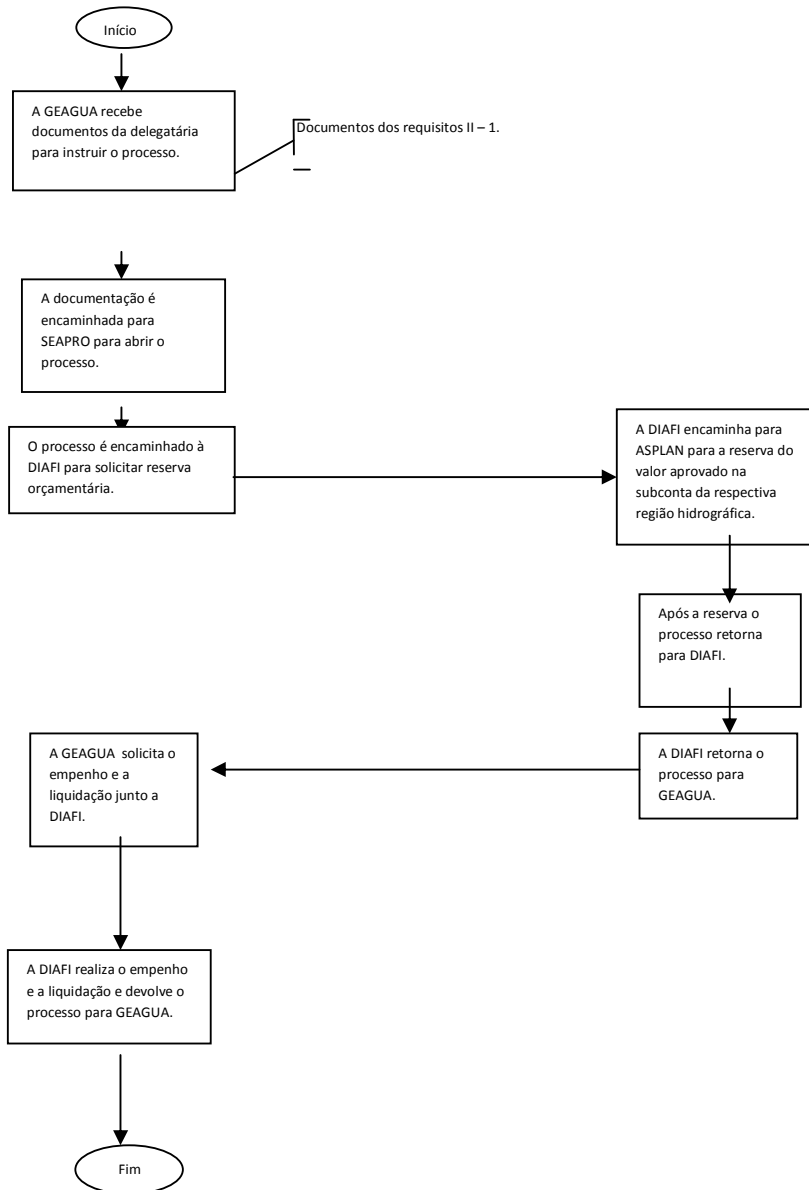 Início
A GEAGUA recebe
documentos da delegatária
para instruir o processo.
Documentos dos requisitos II – 1.
A documentação é
encaminhada para
SEAPRO para abrir o
processo.
O processo é encaminhado à
DIAFI para solicitar reserva
orçamentária.
A DIAFI encaminha para
ASPLAN para a reserva do
valor aprovado na
subconta da respectiva
região hidrográfica.
Após a reserva o
processo retorna
para DIAFI.
A DIAFI retorna o
processo para
GEAGUA.
A GEAGUA solicita o
empenho e a
liquidação junto a
DIAFI.
A DIAFI realiza o empenho
e a liquidação e devolve o
processo para GEAGUA.
Fim